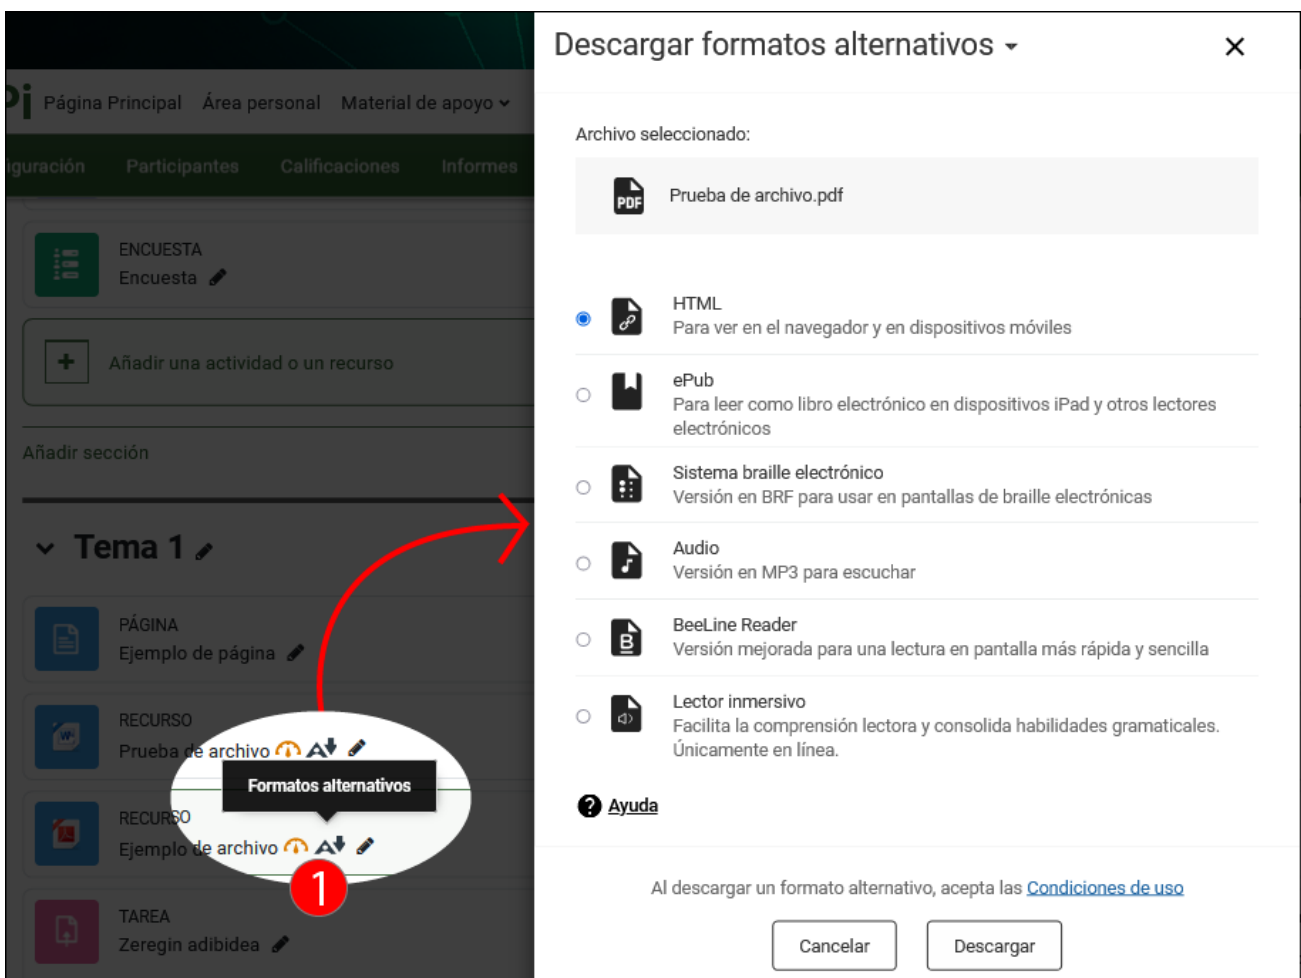 Descargar formatos alternativos
Pi Página Principal Área personal Material de apoyo
iguración Participantes Calificaciones Informes
ENCUESTA
Encuesta
Añadir una actividad o un recurso
Añadir sección
Tema 1
PÁGINA
Ejemplo de página
RECURSO
Prueba de archivo
Formatos alternativos
RECURSO
Ejemplo de archivo
1
TAREA
Zeregin adibidea
Archivo seleccionado:
PDF Prueba de archivo.pdf
HTML
Para ver en el navegador y en dispositivos móviles
ePub
Para leer como libro electrónico en dispositivos iPad y otros lectores
electrónicos
Sistema braille electrónico
Versión en BRF para usar en pantallas de braille electrónicas
Audio
Versión en MP3 para escuchar
BeeLine Reader
B Versión mejorada para una lectura en pantalla más rápida y sencilla
Lector inmersivo
Facilita la comprensión lectora y consolida habilidades gramaticales.
Únicamente en línea.
? Ayuda
Al descargar un formato alternativo, acepta las Condiciones de uso
Cancelar Descargar